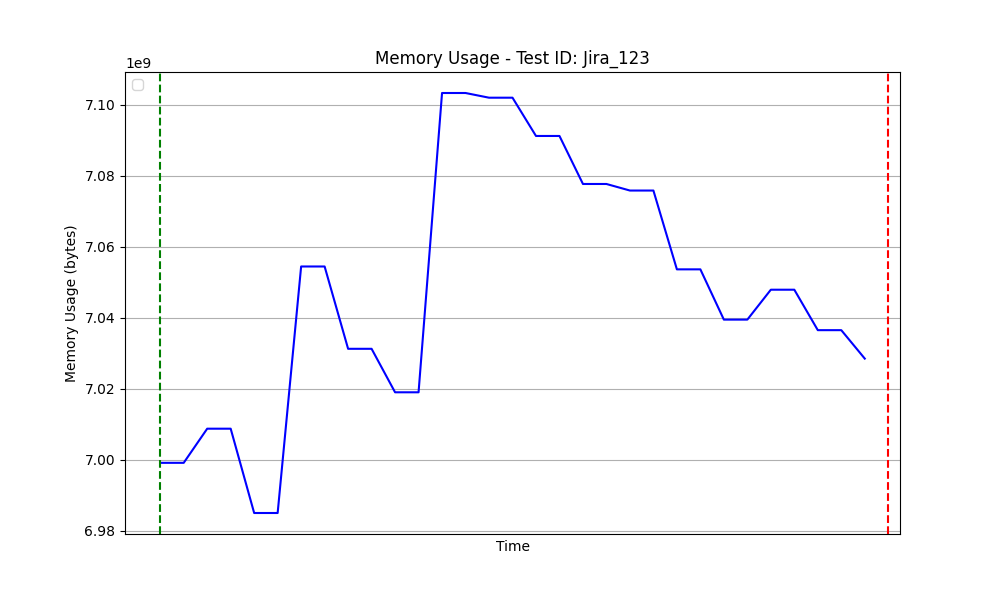 Memory Usage - Test ID: Jira_123
1e9
7.10
7.08
7.06
7.04
7.02
7.00
6.98
Memory Usage (bytes)
Time